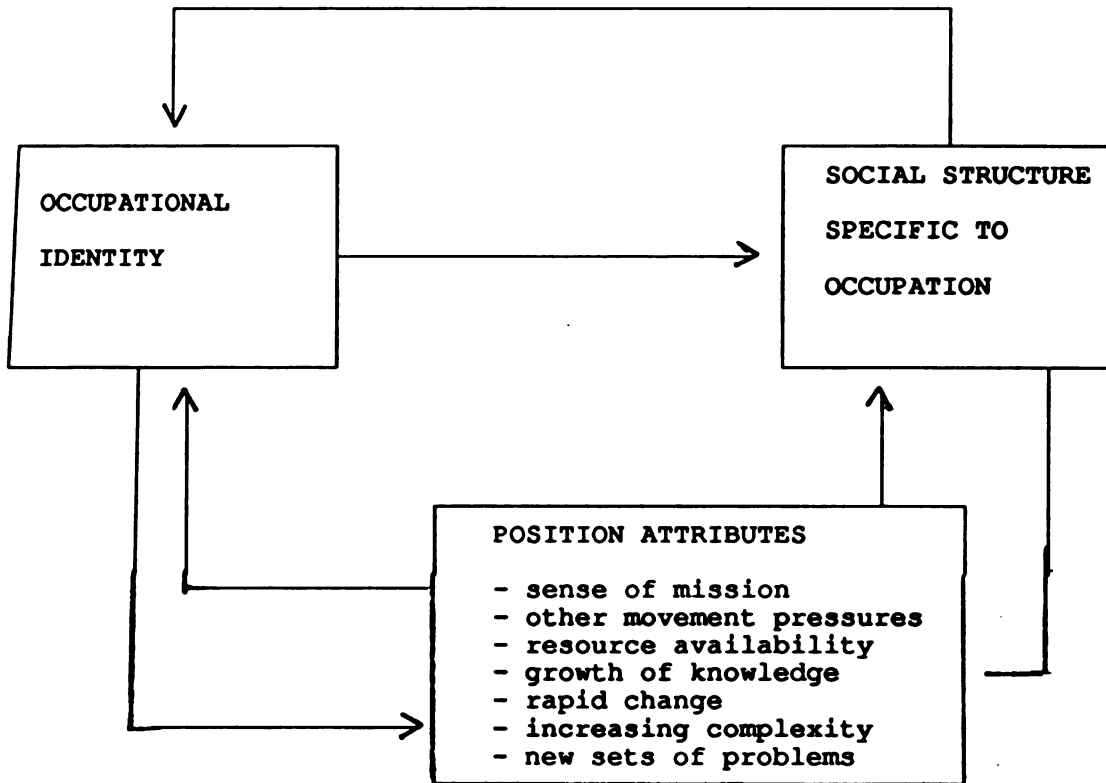 OCCUPATIONAL
IDENTITY
SOCIAL STRUCTURE
SPECIFIC TO
OCCUPATION
POSITION ATTRIBUTES
- sense of mission
- other movement pressures
- resource availability
- growth of knowledge
- rapid change
- increasing complexity
- new sets of problems